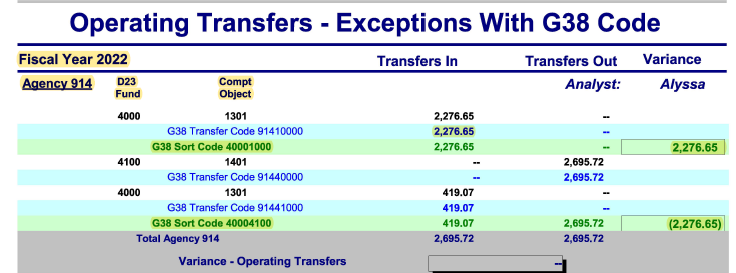 Operating Transfers - Exceptions With G38 Code
Fiscal Year 2022 Transfers In Transfers Out Variance
Agency 914 D23 Fund Compt Object Analyst: Alyssa
4000 1301 2,276.65 --
G38 Transfer Code 91410000 2,276.65 --
G38 Sort Code 40001000 2,276.65 -- 2,276.65
4100 1401 -- 2,695.72
G38 Transfer Code 91440000 -- 2,695.72
4000 1301 419.07 --
G38 Transfer Code 91441000 419.07 --
G38 Sort Code 40004100 419.07 2,695.72 (2,276.65)
Total Agency 914 2,695.72 2,695.72
Variance - Operating Transfers --